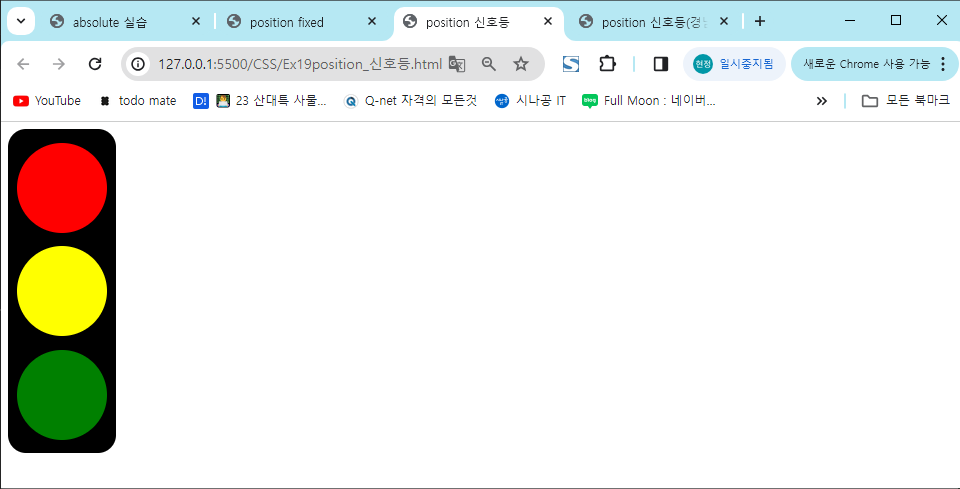 absolute 실습
position fixed
position 신호등
position 신호등(경
127.0.0.1:5500/CSS/Ex19position_신호등.html
현정
일시중지됨
새로운 Chrome 사용 가능
YouTube
todo mate
D!
23 산대특 사물...
Q-net 자격의 모든것
시나공 IT
blog
Full Moon : 네이버...
모든 북마크